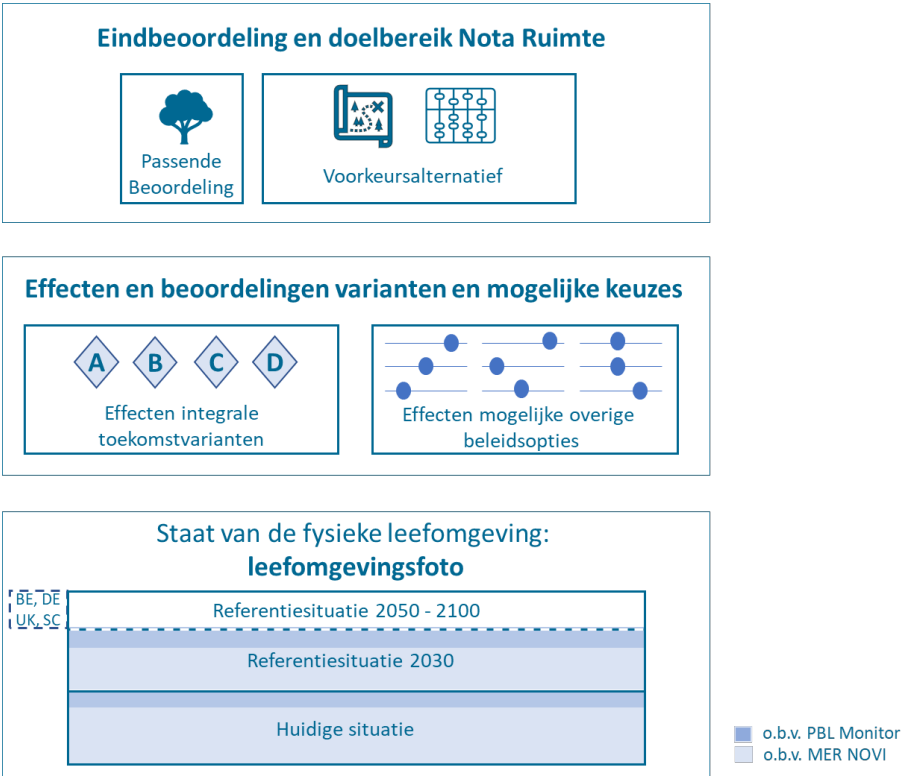 Eindbeoordeling en doelbereik Nota Ruimte
Passende
Beoordeling
Voorkeursalternatief
Effecten en beoordelingen varianten en mogelijke keuzes
A B C D
Effecten integrale
toekomstvarianten
Effecten mogelijke overige
beleidsopties
Staat van de fysieke leefomgeving:
leefomgevingsfoto
BE, DE
UK, SC
Referentiesituatie 2050 - 2100
Referentiesituatie 2030
Huidige situatie
o.b.v. PBL Monitor
o.b.v. MER NOVI